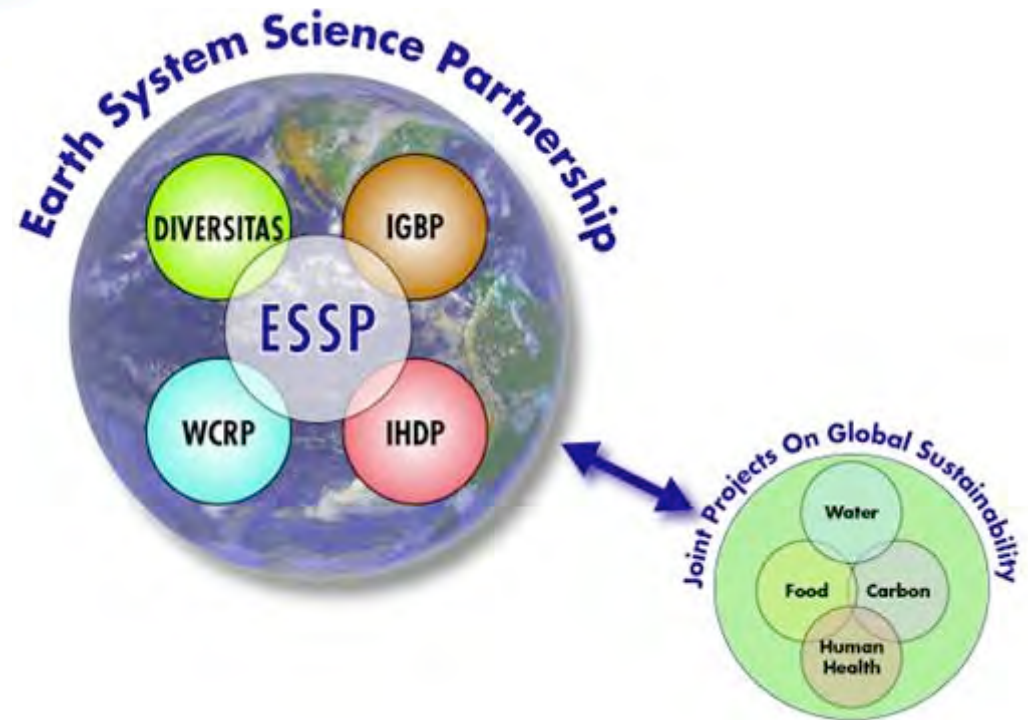 Earth System Science Partnership
DIVERSITAS
IGBP
ESSP
WCRP
IHDP
Joint Projects On Global Sustainability
Water
Food
Carbon
Human
Health